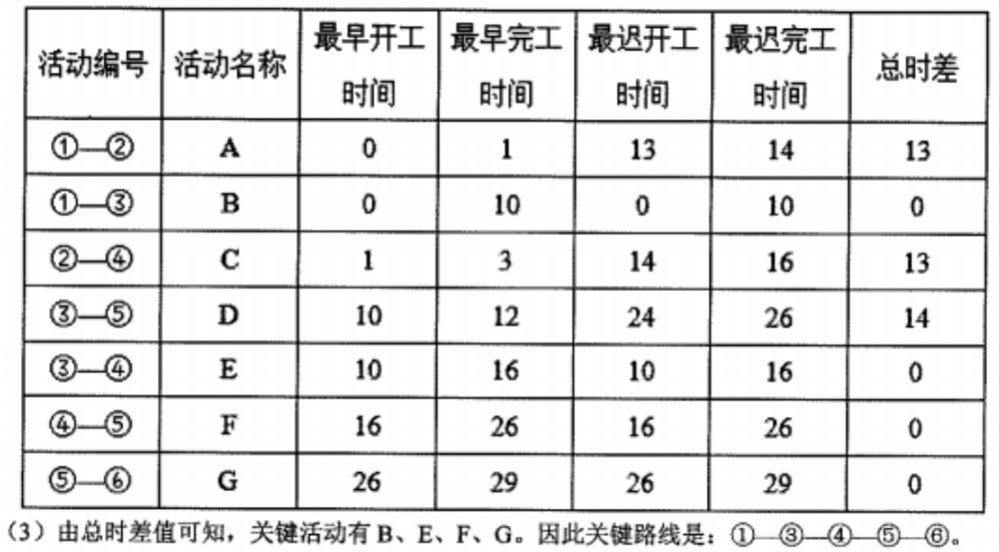 活动编号 活动名称 最早开工时间 最早完工时间 最迟开工时间 最迟完工时间 总时差
①—② A 0 1 13 14 13
①—③ B 0 10 0 10 0
②—④ C 1 3 14 16 13
③—⑤ D 10 12 24 26 14
③—④ E 10 16 10 16 0
④—⑤ F 16 26 16 26 0
⑤—⑥ G 26 29 26 29 0
(3)由总时差值可知，关键活动有 B、E、F、G。因此关键路线是：①—③—④—⑤—⑥。